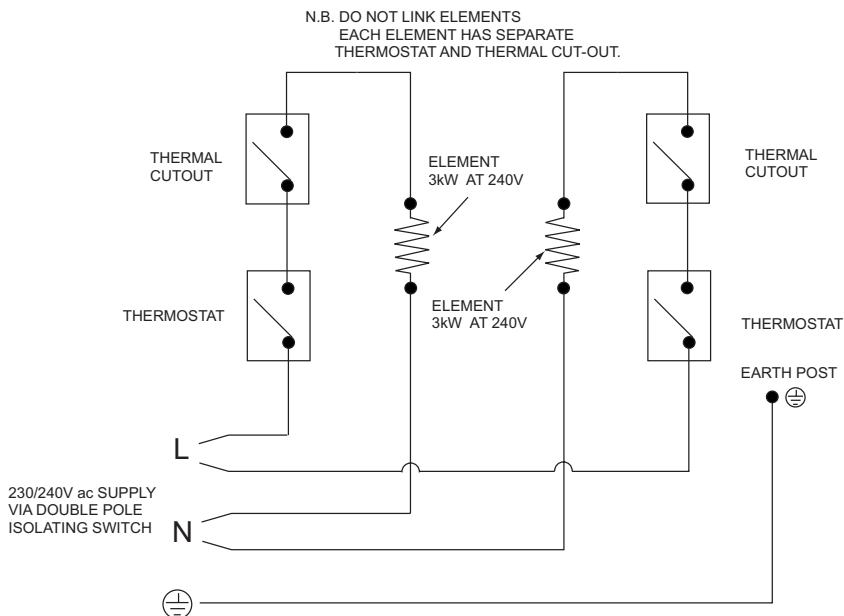 N.B. DO NOT LINK ELEMENTS
EACH ELEMENT HAS SEPARATE
THERMOSTAT AND THERMAL CUT-OUT.
THERMAL
CUTOUT
ELEMENT
3kW AT 240V
THERMAL
CUTOUT
THERMOSTAT
ELEMENT
3kW AT 240V
THERMOSTAT
EARTH POST
L
230/240V ac SUPPLY
VIA DOUBLE POLE
ISOLATING SWITCH
N